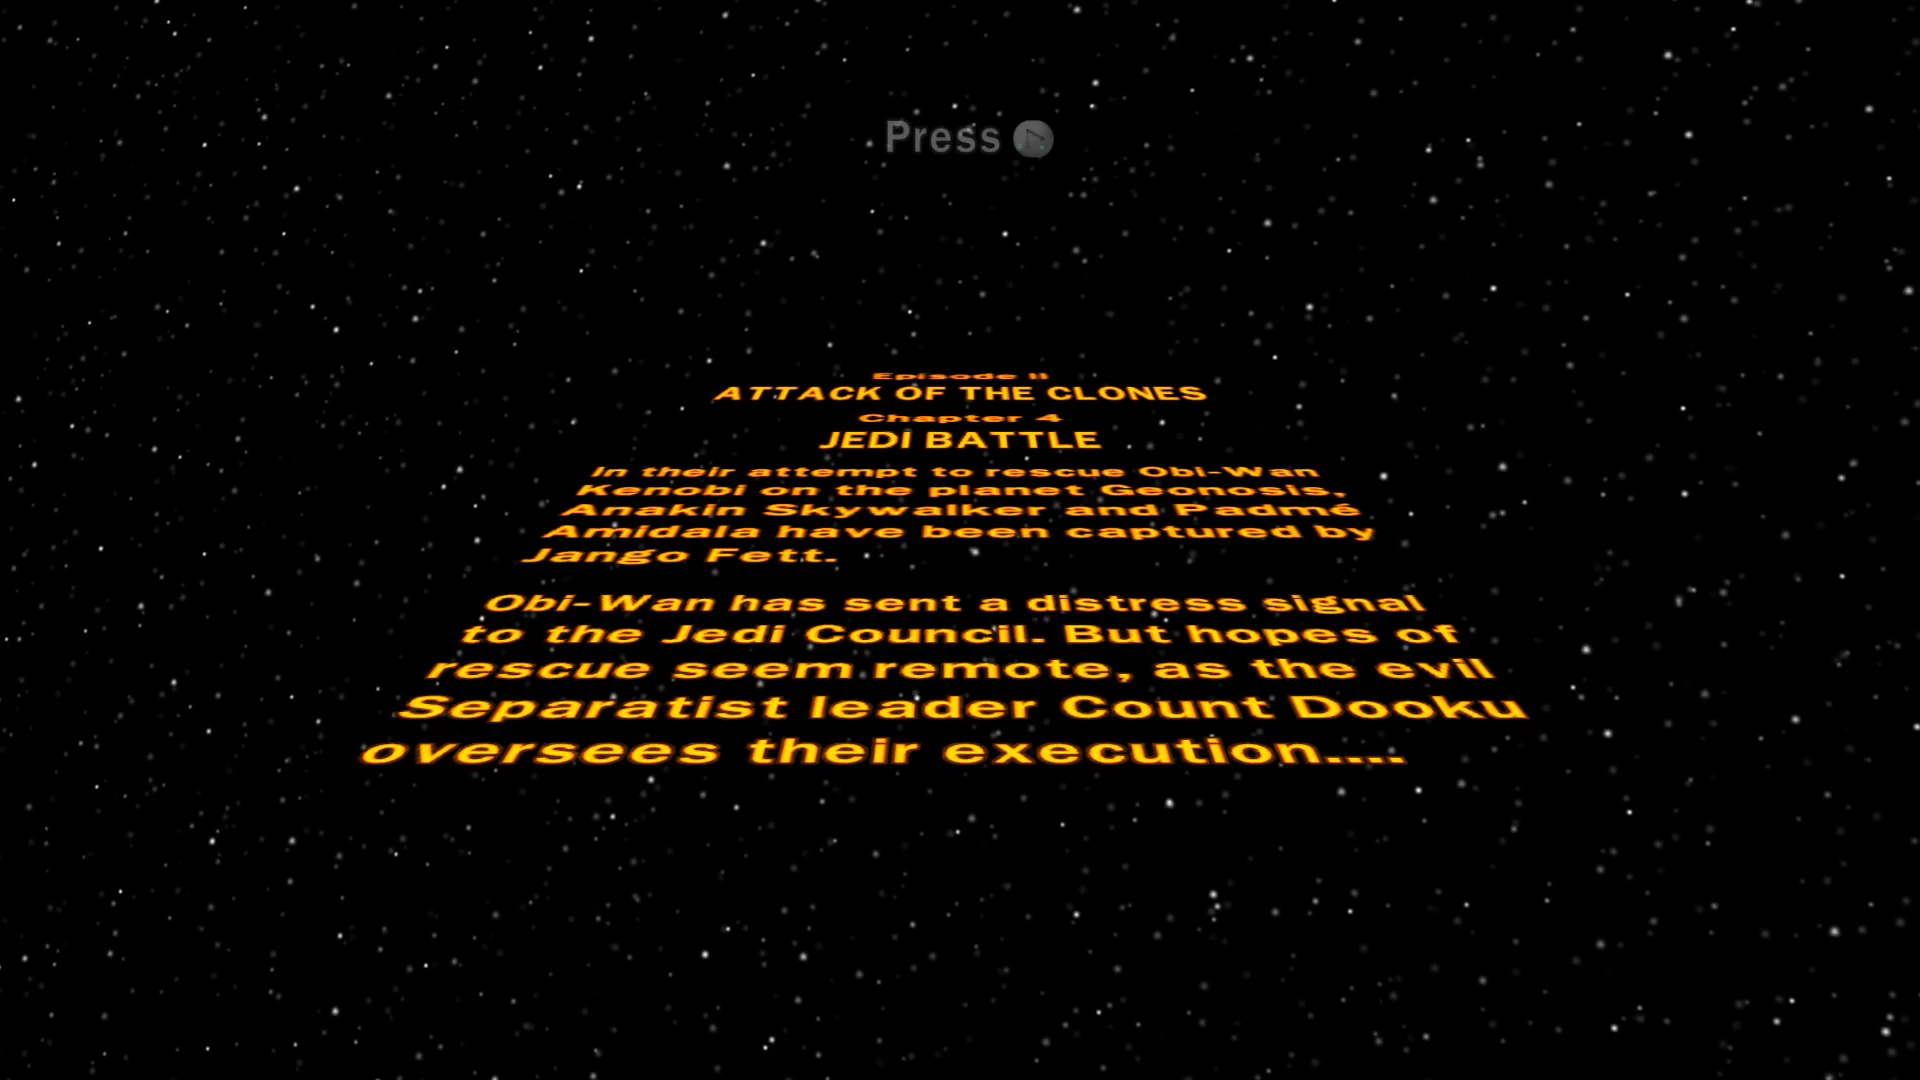 Press
Episode II
ATTACK OF THE CLONES
Chapter 4
JEDI BATTLE
In their attempt to rescue Obi-Wan
Kenobi on the planet Geonosis,
Anakin Skywalker and Padmé
Amidala have been captured by
Jango Fett.
Obi-Wan has sent a distress signal
to the Jedi Council. But hopes of
rescue seem remote, as the evil
Separatist leader Count Dooku
oversees their execution....